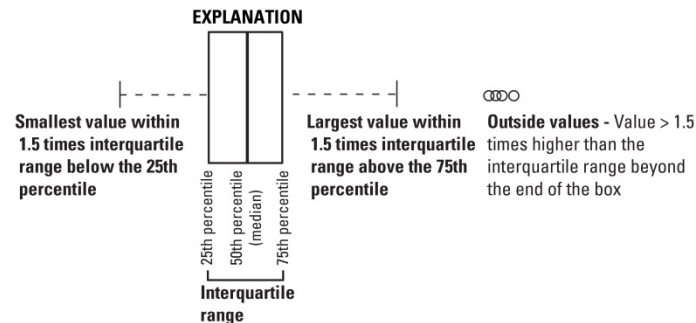 EXPLANATION
Smallest value within
1.5 times interquartile
range below the 25th
percentile
Largest value within
1.5 times interquartile
range above the 75th
percentile
Outside values - Value > 1.5
times higher than the
interquartile range beyond
the end of the box
25th percentile
50th percentile
(median)
75th percentile
Interquartile
range